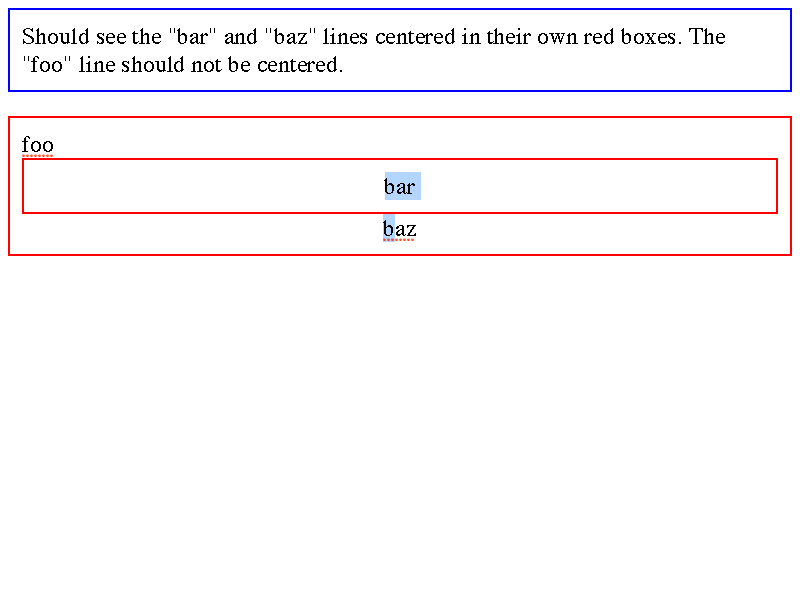 Should see the "bar" and "baz" lines centered in their own red boxes. The
"foo" line should not be centered.
foo
bar
baz